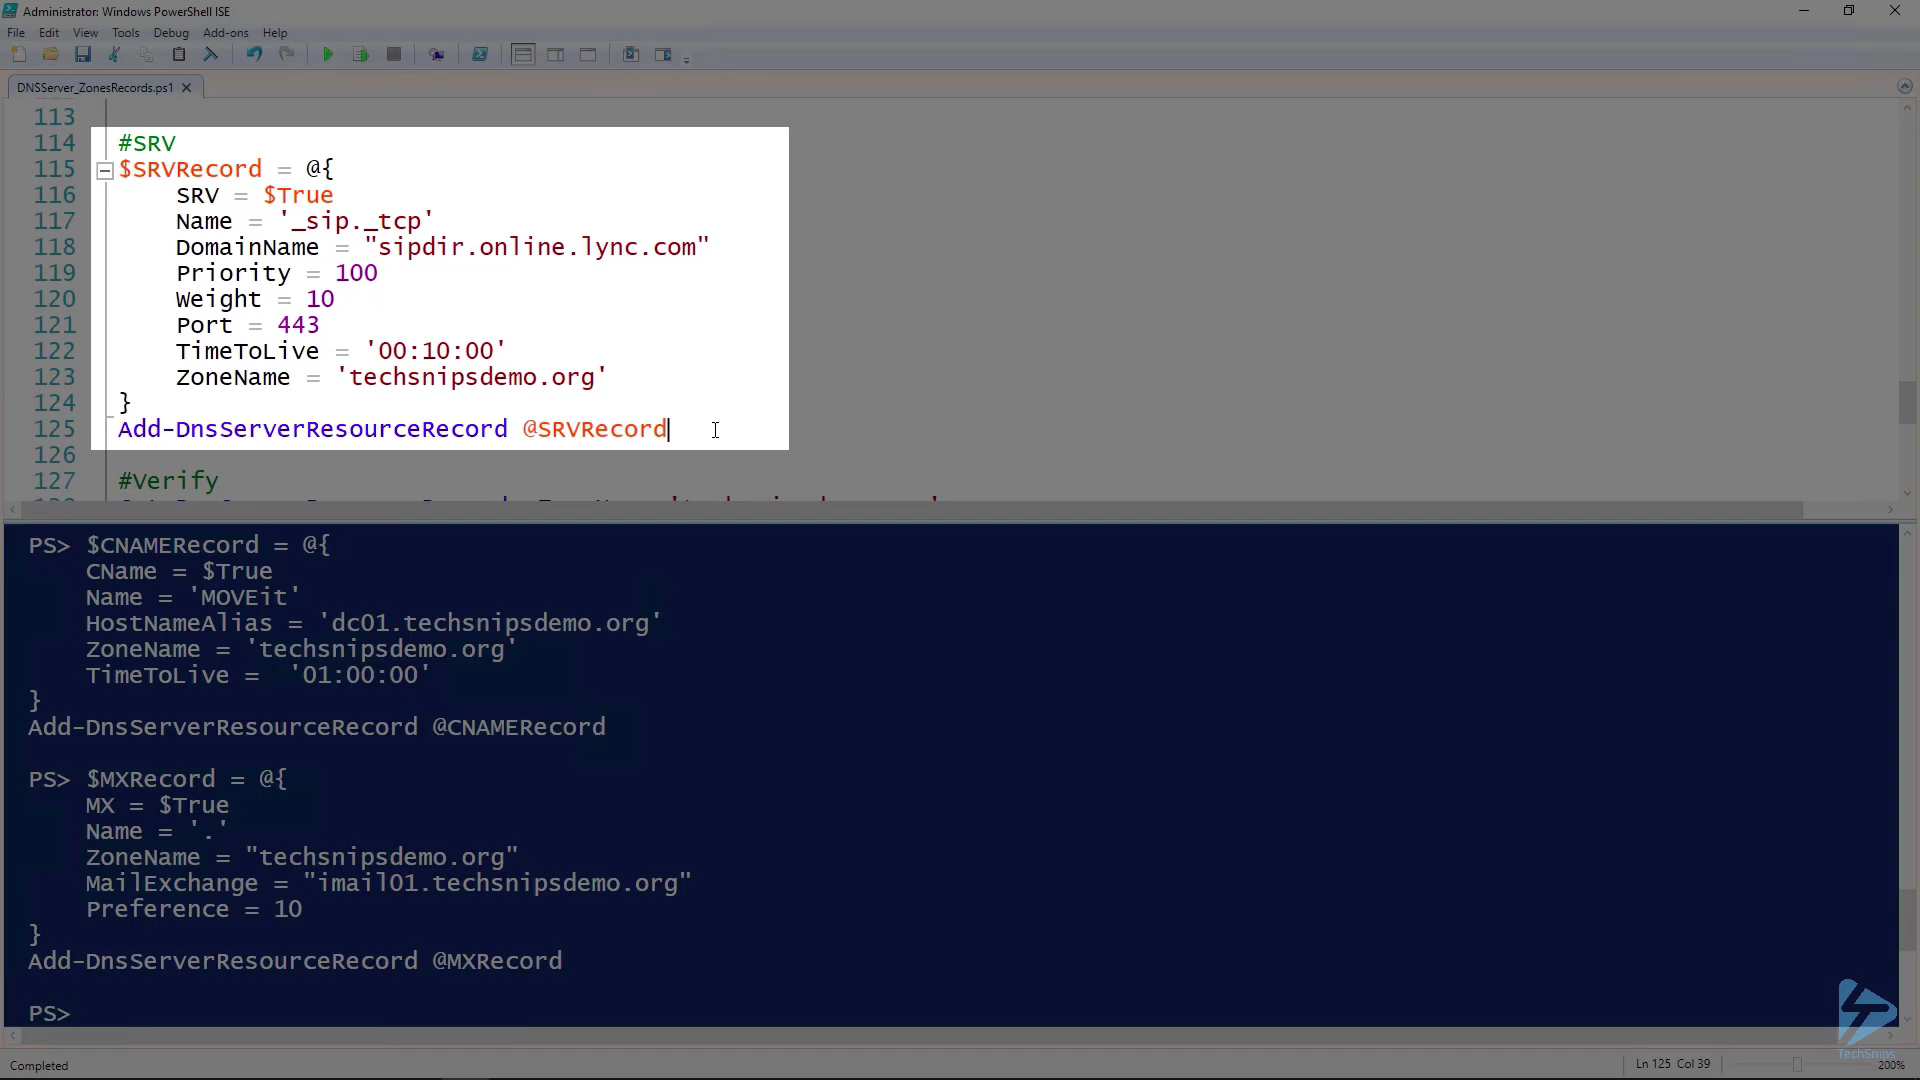 Administrator: Windows PowerShell ISE
File Edit View Tools Debug Add-ons Help
DNSServer_ZonesRecords.ps1
113
114 #SRV
115 $SRVRecord = @{
116 SRV = $True
117 Name = '_sip._tcp'
118 DomainName = "sipdir.online.lync.com"
119 Priority = 100
120 Weight = 10
121 Port = 443
122 TimeToLive = '00:10:00'
123 ZoneName = 'techsnipsdemo.org'
124 }
125 Add-DnsServerResourceRecord @SRVRecord
126
127 #Verify
PS> $CNAMERecord = @{
CName = $True
Name = 'MOVEit'
HostNameAlias = 'dc01.techsnipsdemo.org'
ZoneName = 'techsnipsdemo.org'
TimeToLive = '01:00:00'
}
Add-DnsServerResourceRecord @CNAMERecord
PS> $MXRecord = @{
MX = $True
Name = '.'
ZoneName = "techsnipsdemo.org"
MailExchange = "imail01.techsnipsdemo.org"
Preference = 10
}
Add-DnsServerResourceRecord @MXRecord
PS>
TechSnips
Completed
Ln 125 Col 39
200%